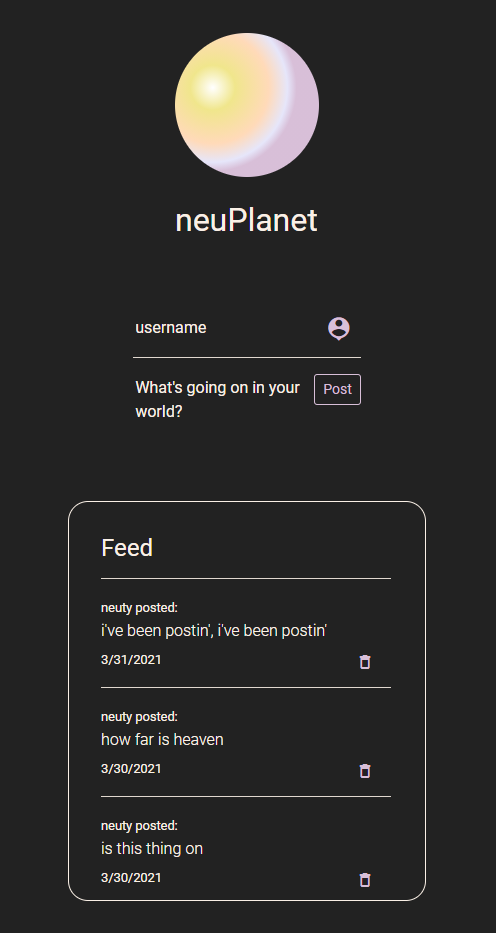 neuPlanet
username
What's going on in your
world?
Post
Feed
neuty posted:
i've been postin', i've been postin'
3/31/2021
neuty posted:
how far is heaven
3/30/2021
neuty posted:
is this thing on
3/30/2021